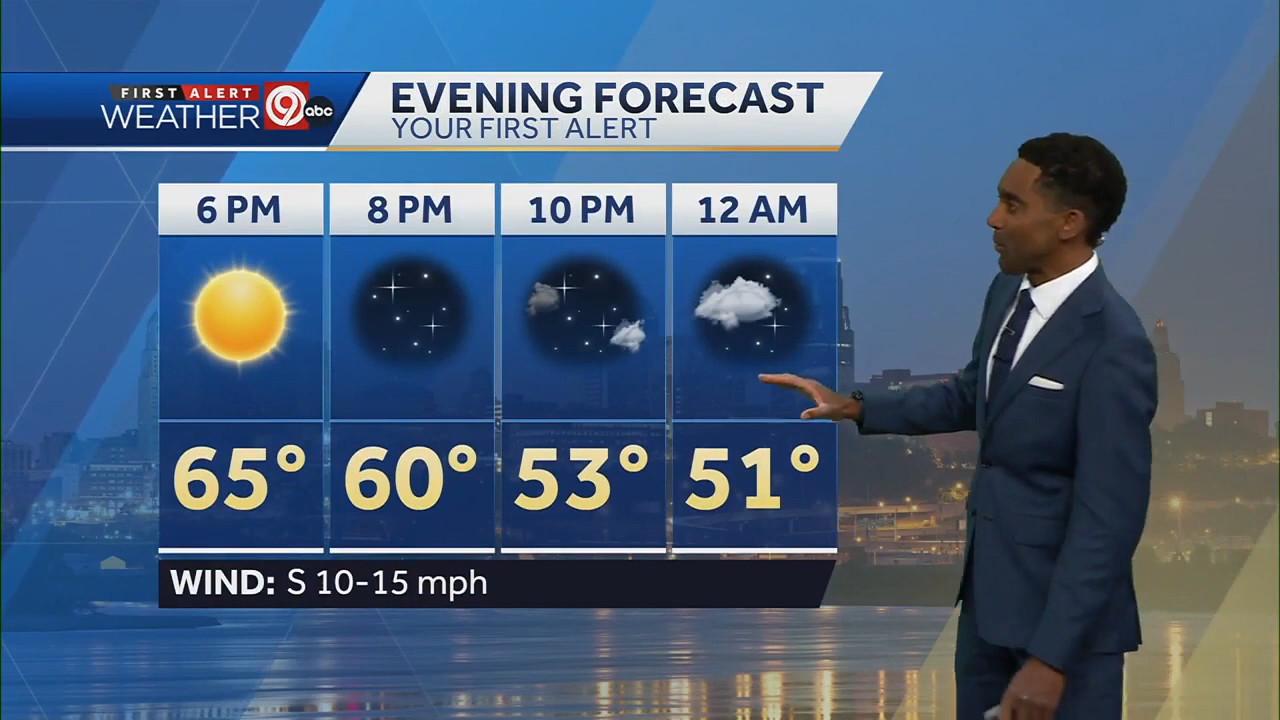 FIRST ALERT
WEATHER 9 abc
EVENING FORECAST
YOUR FIRST ALERT
6 PM 8 PM 10 PM 12 AM
65° 60° 53° 51°
WIND: S 10-15 mph